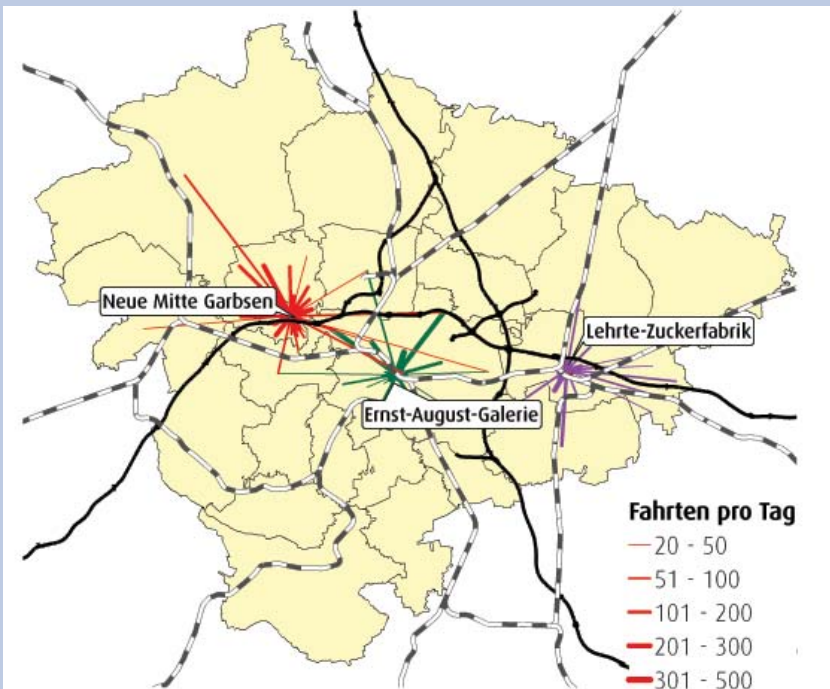 Neue Mitte Garbsen
Lehrte-Zuckerfabrik
Ernst-August-Galerie
Fahrten pro Tag
20 - 50
51 - 100
101 - 200
201 - 300
301 - 500